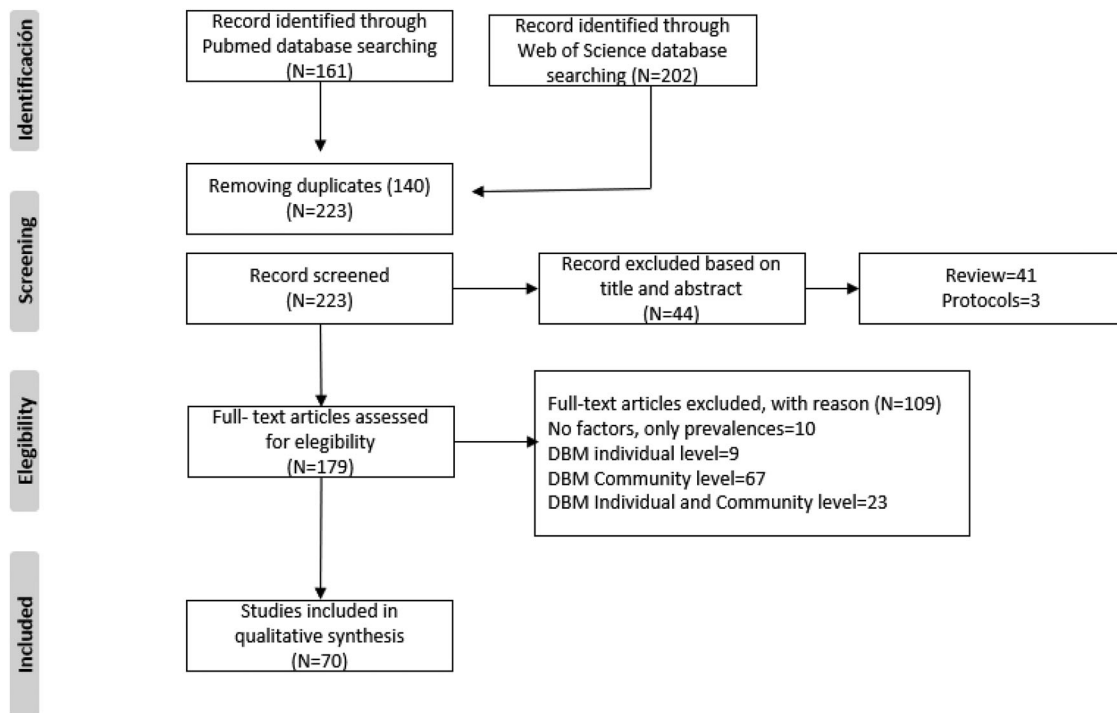 Identificación
Record identified through
Pubmed database searching
(N=161)
Record identified through
Web of Science database
searching (N=202)
Removing duplicates (140)
(N=223)
Screening
Record screened
(N=223)
Record excluded based on
title and abstract
(N=44)
Review=41
Protocols=3
Elegibility
Full- text articles assessed
for elegibility
(N=179)
Full-text articles excluded, with reason (N=109)
No factors, only prevalences=10
DBM individual level=9
DBM Community level=67
DBM Individual and Community level=23
Included
Studies included in
qualitative synthesis
(N=70)